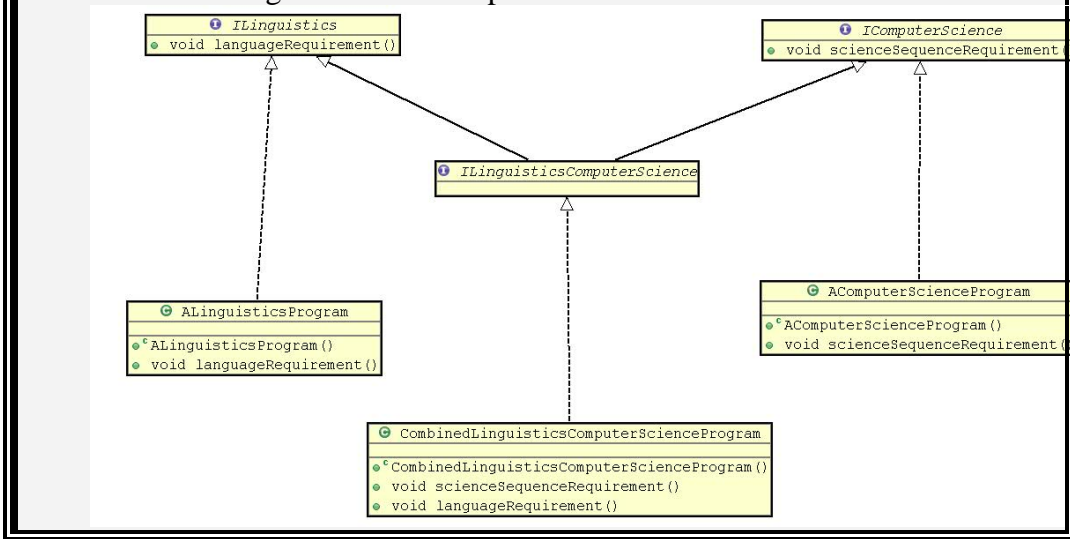 ILinguistics
void languageRequirement()
IComputerScience
void scienceSequenceRequirement(
ILinguisticsComputerScience
ALinguisticsProgram
ALinguisticsProgram()
void languageRequirement()
AComputerScienceProgram
AComputerScienceProgram()
void scienceSequenceRequirement(
CombinedLinguisticsComputerScienceProgram
CombinedLinguisticsComputerScienceProgram()
void scienceSequenceRequirement()
void languageRequirement()